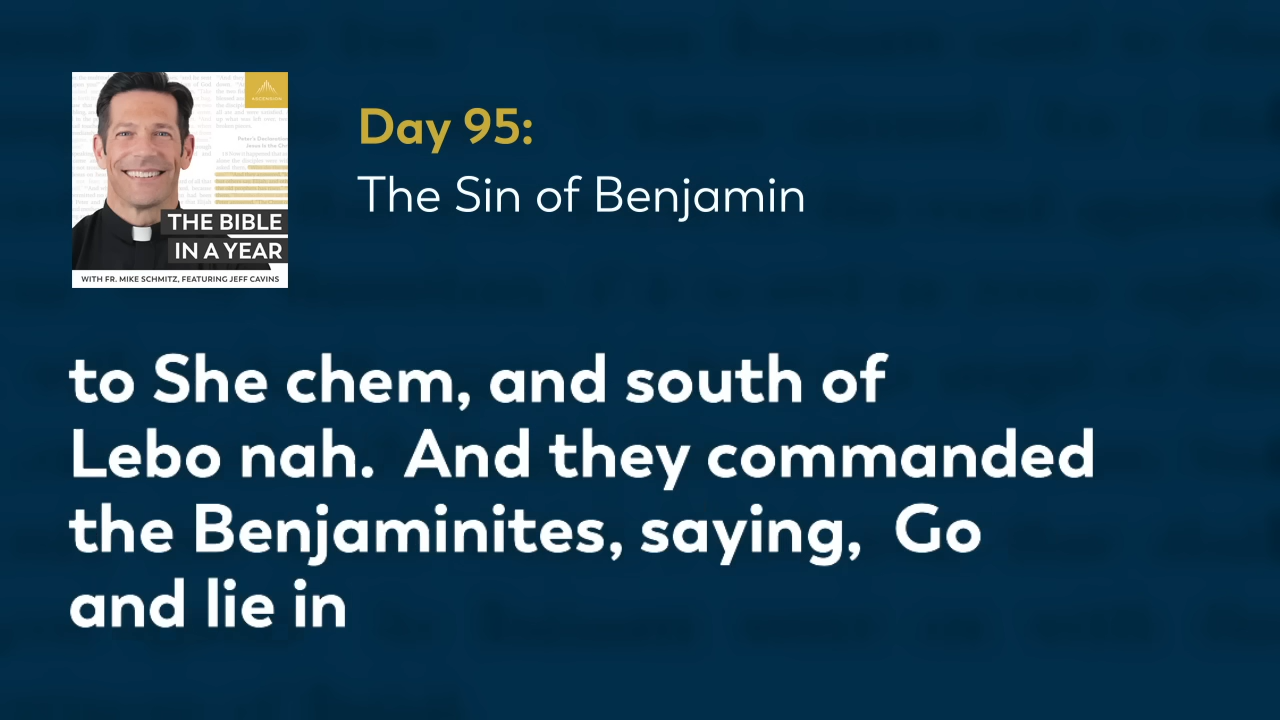 ASCENSION
THE BIBLE
IN A YEAR
WITH FR. MIKE SCHMITZ, FEATURING JEFF CAVINS
Day 95:
The Sin of Benjamin
to She chem, and south of
Lebo nah.  And they commanded
the Benjaminites, saying,  Go
and lie in